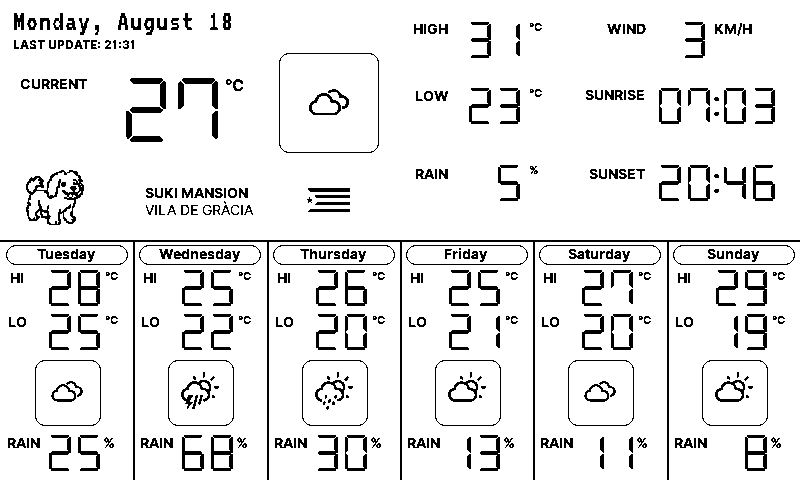 Monday, August 18
LAST UPDATE: 21:31
CURRENT 27 °C
SUKI MANSION
VILA DE GRÀCIA
HIGH 31 °C
LOW 23 °C
RAIN 5 %
WIND 3 KM/H
SUNRISE 07:03
SUNSET 20:46
Tuesday
HI 28 °C
LO 25 °C
RAIN 25 %
Wednesday
HI 25 °C
LO 22 °C
RAIN 68 %
Thursday
HI 26 °C
LO 20 °C
RAIN 30 %
Friday
HI 25 °C
LO 21 °C
RAIN 13 %
Saturday
HI 27 °C
LO 20 °C
RAIN 11 %
Sunday
HI 29 °C
LO 19 °C
RAIN 8 %